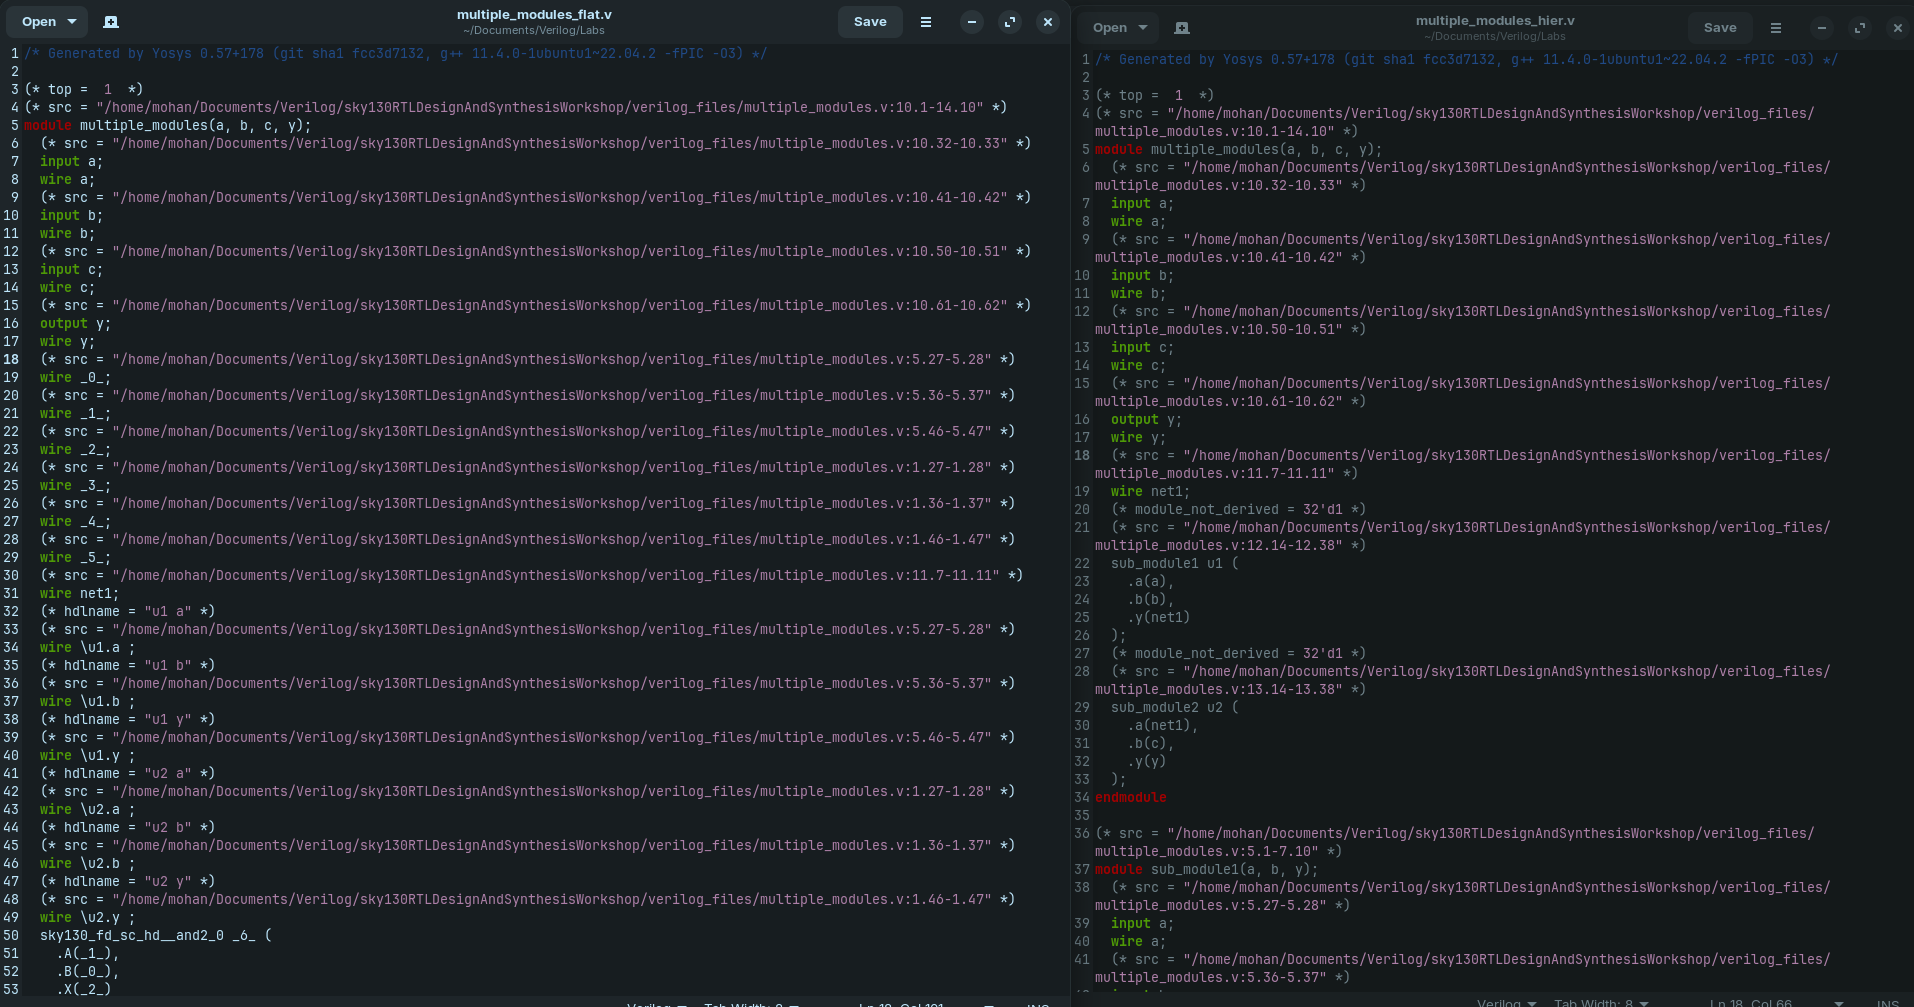 Open
multiple_modules_flat.v
~/Documents/Verilog/Labs
Save
1 /* Generated by Yosys 0.57+178 (git sha1 fcc3d7132, g++ 11.4.0-1ubuntu1~22.04.2 -fPIC -O3) */
2
3 (* top =  1  *)
4 (* src = "/home/mohan/Documents/Verilog/sky130RTLDesignAndSynthesisWorkshop/verilog_files/multiple_modules.v:10.1-14.10" *)
5 module multiple_modules(a, b, c, y);
6   (* src = "/home/mohan/Documents/Verilog/sky130RTLDesignAndSynthesisWorkshop/verilog_files/multiple_modules.v:10.32-10.33" *)
7   input a;
8   wire a;
9   (* src = "/home/mohan/Documents/Verilog/sky130RTLDesignAndSynthesisWorkshop/verilog_files/multiple_modules.v:10.41-10.42" *)
10   input b;
11   wire b;
12   (* src = "/home/mohan/Documents/Verilog/sky130RTLDesignAndSynthesisWorkshop/verilog_files/multiple_modules.v:10.50-10.51" *)
13   input c;
14   wire c;
15   (* src = "/home/mohan/Documents/Verilog/sky130RTLDesignAndSynthesisWorkshop/verilog_files/multiple_modules.v:10.61-10.62" *)
16   output y;
17   wire y;
18   (* src = "/home/mohan/Documents/Verilog/sky130RTLDesignAndSynthesisWorkshop/verilog_files/multiple_modules.v:5.27-5.28" *)
19   wire _0_;
20   (* src = "/home/mohan/Documents/Verilog/sky130RTLDesignAndSynthesisWorkshop/verilog_files/multiple_modules.v:5.36-5.37" *)
21   wire _1_;
22   (* src = "/home/mohan/Documents/Verilog/sky130RTLDesignAndSynthesisWorkshop/verilog_files/multiple_modules.v:5.46-5.47" *)
23   wire _2_;
24   (* src = "/home/mohan/Documents/Verilog/sky130RTLDesignAndSynthesisWorkshop/verilog_files/multiple_modules.v:1.27-1.28" *)
25   wire _3_;
26   (* src = "/home/mohan/Documents/Verilog/sky130RTLDesignAndSynthesisWorkshop/verilog_files/multiple_modules.v:1.36-1.37" *)
27   wire _4_;
28   (* src = "/home/mohan/Documents/Verilog/sky130RTLDesignAndSynthesisWorkshop/verilog_files/multiple_modules.v:1.46-1.47" *)
29   wire _5_;
30   (* src = "/home/mohan/Documents/Verilog/sky130RTLDesignAndSynthesisWorkshop/verilog_files/multiple_modules.v:11.7-11.11" *)
31   wire net1;
32   (* hdlname = "u1 a" *)
33   (* src = "/home/mohan/Documents/Verilog/sky130RTLDesignAndSynthesisWorkshop/verilog_files/multiple_modules.v:5.27-5.28" *)
34   wire \u1.a ;
35   (* hdlname = "u1 b" *)
36   (* src = "/home/mohan/Documents/Verilog/sky130RTLDesignAndSynthesisWorkshop/verilog_files/multiple_modules.v:5.36-5.37" *)
37   wire \u1.b ;
38   (* hdlname = "u1 y" *)
39   (* src = "/home/mohan/Documents/Verilog/sky130RTLDesignAndSynthesisWorkshop/verilog_files/multiple_modules.v:5.46-5.47" *)
40   wire \u1.y ;
41   (* hdlname = "u2 a" *)
42   (* src = "/home/mohan/Documents/Verilog/sky130RTLDesignAndSynthesisWorkshop/verilog_files/multiple_modules.v:1.27-1.28" *)
43   wire \u2.a ;
44   (* hdlname = "u2 b" *)
45   (* src = "/home/mohan/Documents/Verilog/sky130RTLDesignAndSynthesisWorkshop/verilog_files/multiple_modules.v:1.36-1.37" *)
46   wire \u2.b ;
47   (* hdlname = "u2 y" *)
48   (* src = "/home/mohan/Documents/Verilog/sky130RTLDesignAndSynthesisWorkshop/verilog_files/multiple_modules.v:1.46-1.47" *)
49   wire \u2.y ;
50   sky130_fd_sc_hd__and2_0 _6_ (
51     .A(_1_),
52     .B(_0_),
53     .X(_2_)
Verilog
Tab Width: 8
INS
Open
multiple_modules_hier.v
~/Documents/Verilog/Labs
Save
1 /* Generated by Yosys 0.57+178 (git sha1 fcc3d7132, g++ 11.4.0-1ubuntu1~22.04.2 -fPIC -O3) */
2
3 (* top =  1  *)
4 (* src = "/home/mohan/Documents/Verilog/sky130RTLDesignAndSynthesisWorkshop/verilog_files/
multiple_modules.v:10.1-14.10" *)
5 module multiple_modules(a, b, c, y);
6   (* src = "/home/mohan/Documents/Verilog/sky130RTLDesignAndSynthesisWorkshop/verilog_files/
multiple_modules.v:10.32-10.33" *)
7   input a;
8   wire a;
9   (* src = "/home/mohan/Documents/Verilog/sky130RTLDesignAndSynthesisWorkshop/verilog_files/
multiple_modules.v:10.41-10.42" *)
10   input b;
11   wire b;
12   (* src = "/home/mohan/Documents/Verilog/sky130RTLDesignAndSynthesisWorkshop/verilog_files/
multiple_modules.v:10.50-10.51" *)
13   input c;
14   wire c;
15   (* src = "/home/mohan/Documents/Verilog/sky130RTLDesignAndSynthesisWorkshop/verilog_files/
multiple_modules.v:10.61-10.62" *)
16   output y;
17   wire y;
18   (* src = "/home/mohan/Documents/Verilog/sky130RTLDesignAndSynthesisWorkshop/verilog_files/
multiple_modules.v:11.7-11.11" *)
19   wire net1;
20   (* module_not_derived = 32'd1 *)
21   (* src = "/home/mohan/Documents/Verilog/sky130RTLDesignAndSynthesisWorkshop/verilog_files/
multiple_modules.v:12.14-12.38" *)
22   sub_module1 u1 (
23     .a(a),
24     .b(b),
25     .y(net1)
26   );
27   (* module_not_derived = 32'd1 *)
28   (* src = "/home/mohan/Documents/Verilog/sky130RTLDesignAndSynthesisWorkshop/verilog_files/
multiple_modules.v:13.14-13.38" *)
29   sub_module2 u2 (
30     .a(net1),
31     .b(c),
32     .y(y)
33   );
34 endmodule
35
36 (* src = "/home/mohan/Documents/Verilog/sky130RTLDesignAndSynthesisWorkshop/verilog_files/
multiple_modules.v:5.1-7.10" *)
37 module sub_module1(a, b, y);
38   (* src = "/home/mohan/Documents/Verilog/sky130RTLDesignAndSynthesisWorkshop/verilog_files/
multiple_modules.v:5.27-5.28" *)
39   input a;
40   wire a;
41   (* src = "/home/mohan/Documents/Verilog/sky130RTLDesignAndSynthesisWorkshop/verilog_files/
multiple_modules.v:5.36-5.37" *)
Verilog
Tab Width: 8
Ln 18, Col 66
INS